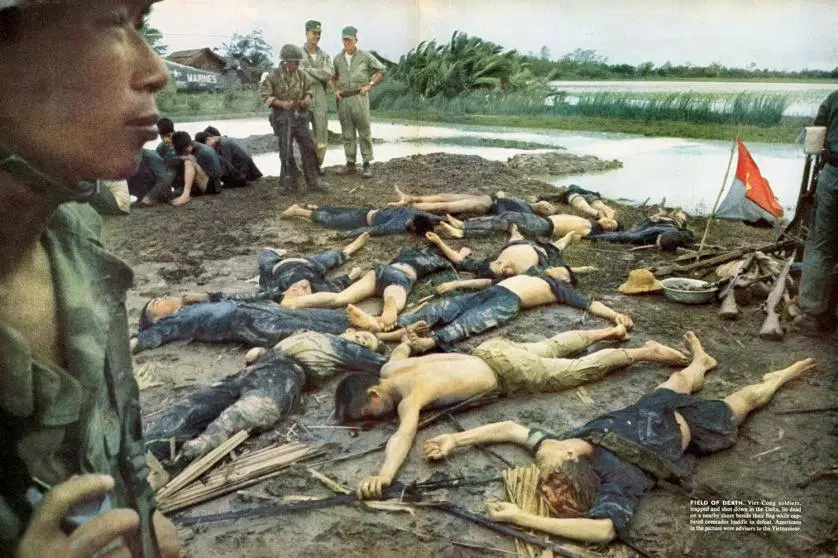 MARINES
FIELD OF DEATH. Viet Cong soldiers,
trapped and shot down in the Delta, lie dead
on a nearby shore beside their flag while cap-
tured comrades huddle in defeat. Americans
in the picture were advisers to the Vietnamese.